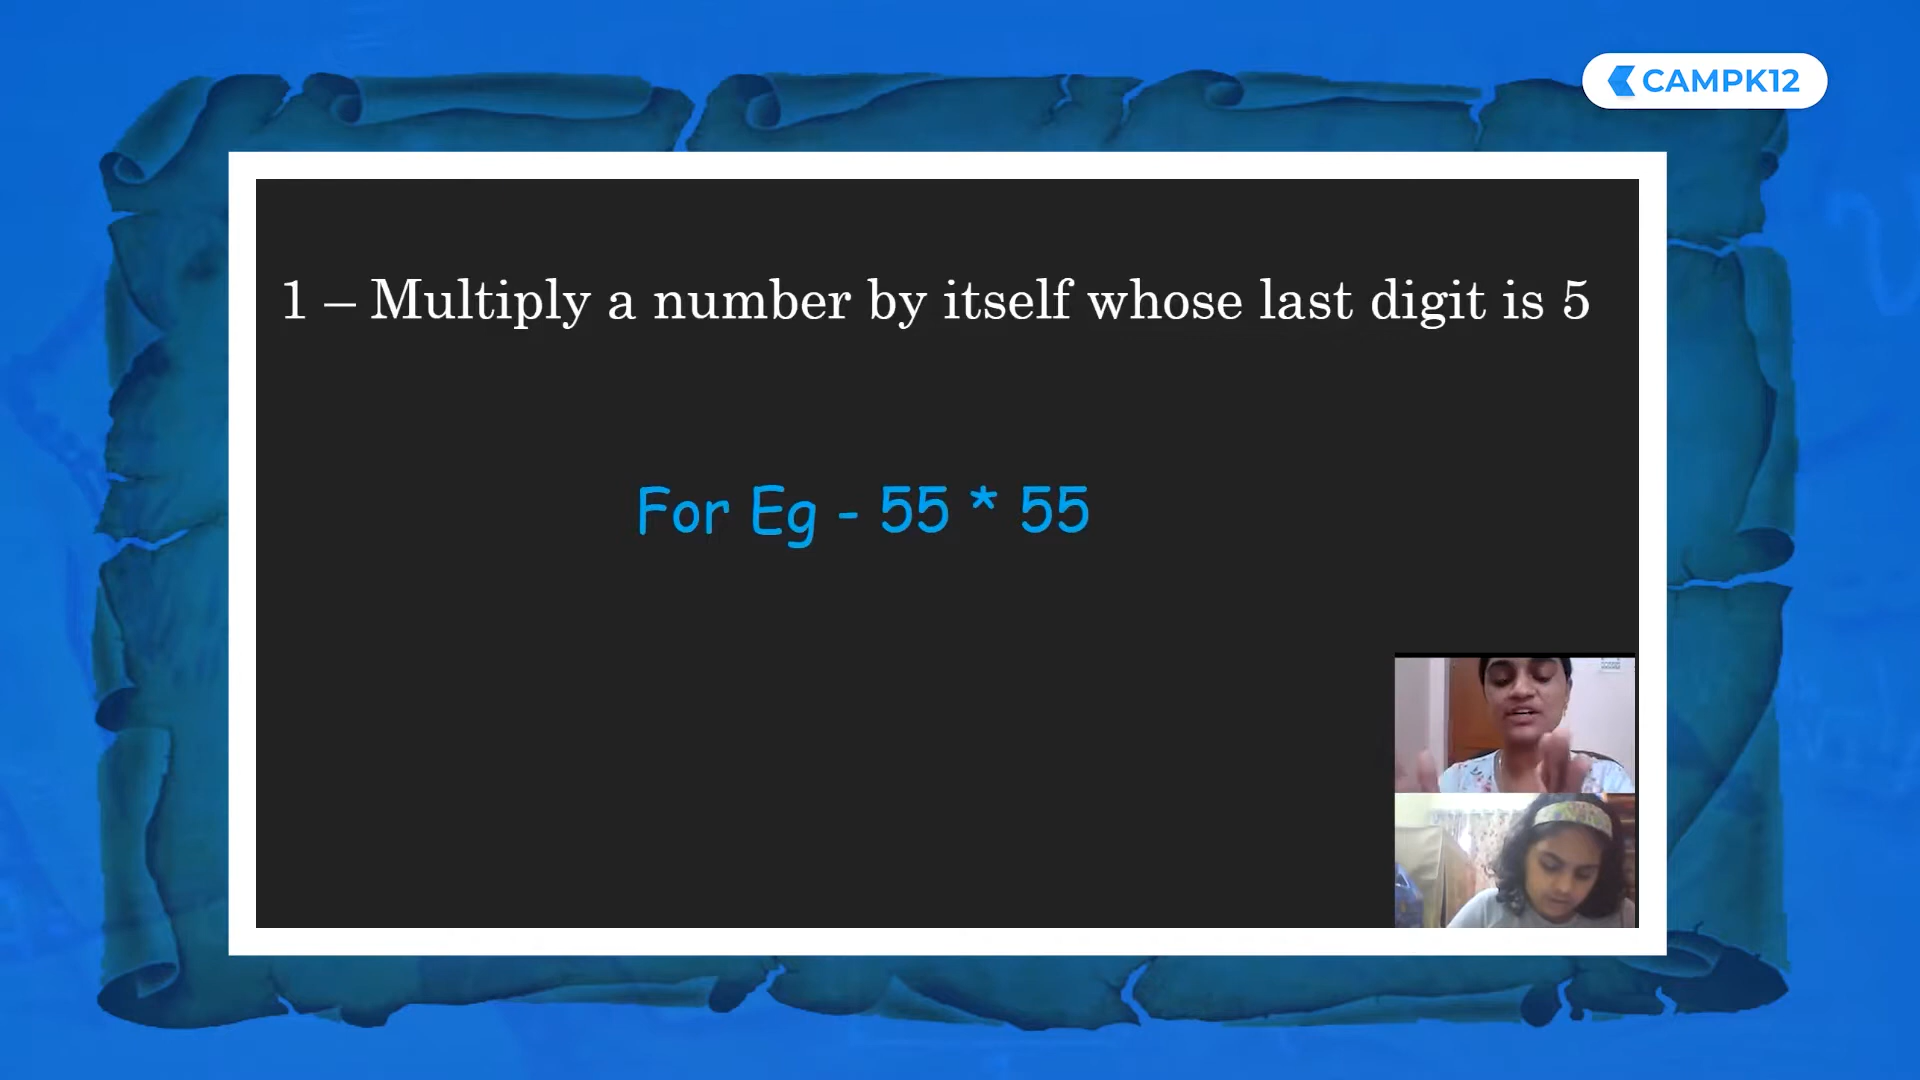 CAMPK12
1 – Multiply a number by itself whose last digit is 5
For Eg - 55 * 55